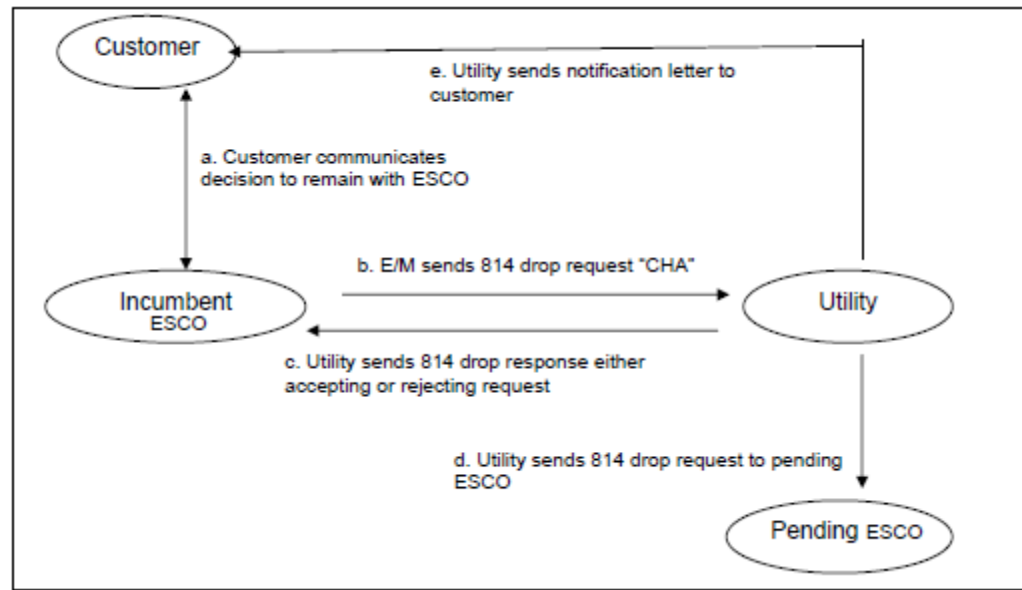 Customer
e. Utility sends notification letter to
customer
a. Customer communicates
decision to remain with ESCO
b. E/M sends 814 drop request "CHA"
Incumbent
ESCO
Utility
c. Utility sends 814 drop response either
accepting or rejecting request
d. Utility sends 814 drop request to pending
ESCO
Pending ESCO